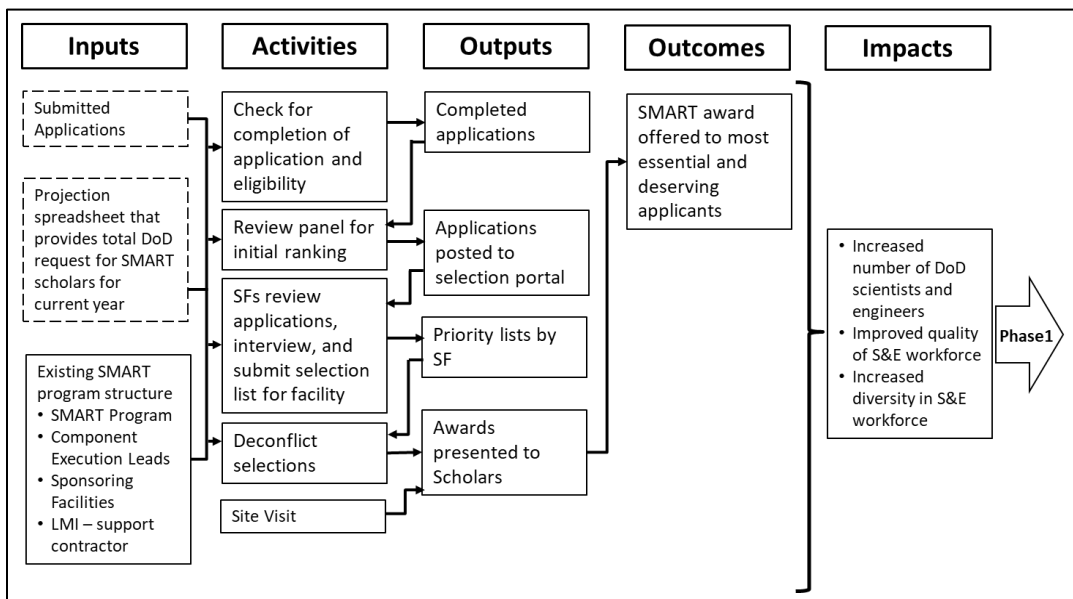 Inputs
Activities
Outputs
Outcomes
Impacts
Submitted
Applications
Projection
spreadsheet that
provides total DoD
request for SMART
scholars for
current year
Existing SMART
program structure
• SMART Program
• Component
Execution Leads
• Sponsoring
Facilities
• LMI – support
contractor
Check for
completion of
application and
eligibility
Review panel for
initial ranking
SFs review
applications,
interview, and
submit selection
list for facility
Deconflict
selections
Site Visit
Completed
applications
Applications
posted to
selection portal
Priority lists by
SF
Awards
presented to
Scholars
SMART award
offered to most
essential and
deserving
applicants
• Increased
number of DoD
scientists and
engineers
• Improved quality
of S&E workforce
• Increased
diversity in S&E
workforce
Phase1